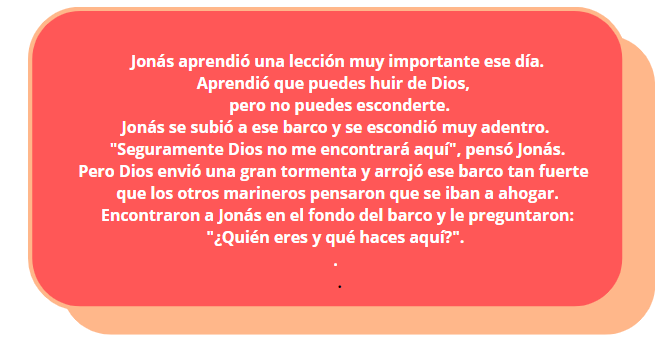 Jonás aprendió una lección muy importante ese día.
Aprendió que puedes huir de Dios,
pero no puedes esconderte.
Jonás se subió a ese barco y se escondió muy adentro.
"Seguramente Dios no me encontrará aquí", pensó Jonás.
Pero Dios envió una gran tormenta y arrojó ese barco tan fuerte
que los otros marineros pensaron que se iban a ahogar.
Encontraron a Jonás en el fondo del barco y le preguntaron:
"¿Quién eres y qué haces aquí?".
.
.